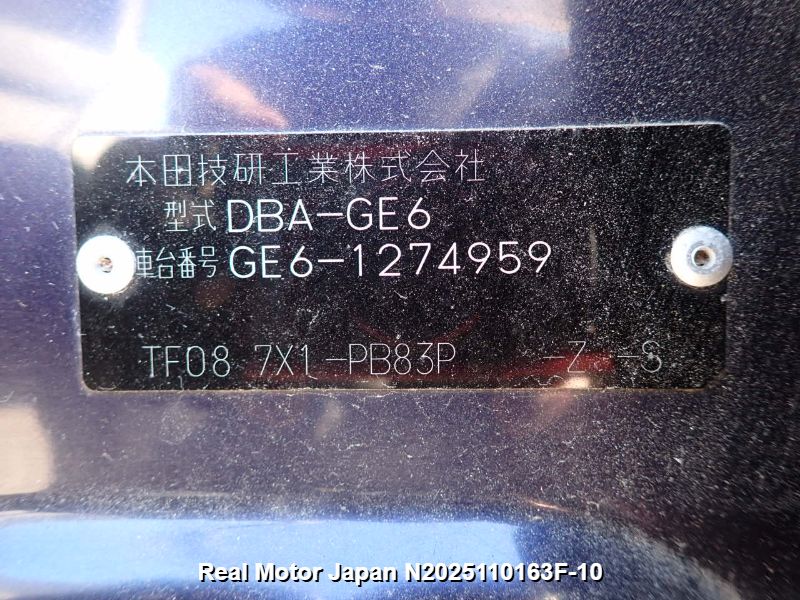 本田技研工業株式会社
型式 DBA-GE6
車台番号 GE6-1274959
TF08 7X1-PB83P -Z -S
Real Motor Japan N2025110163F-10